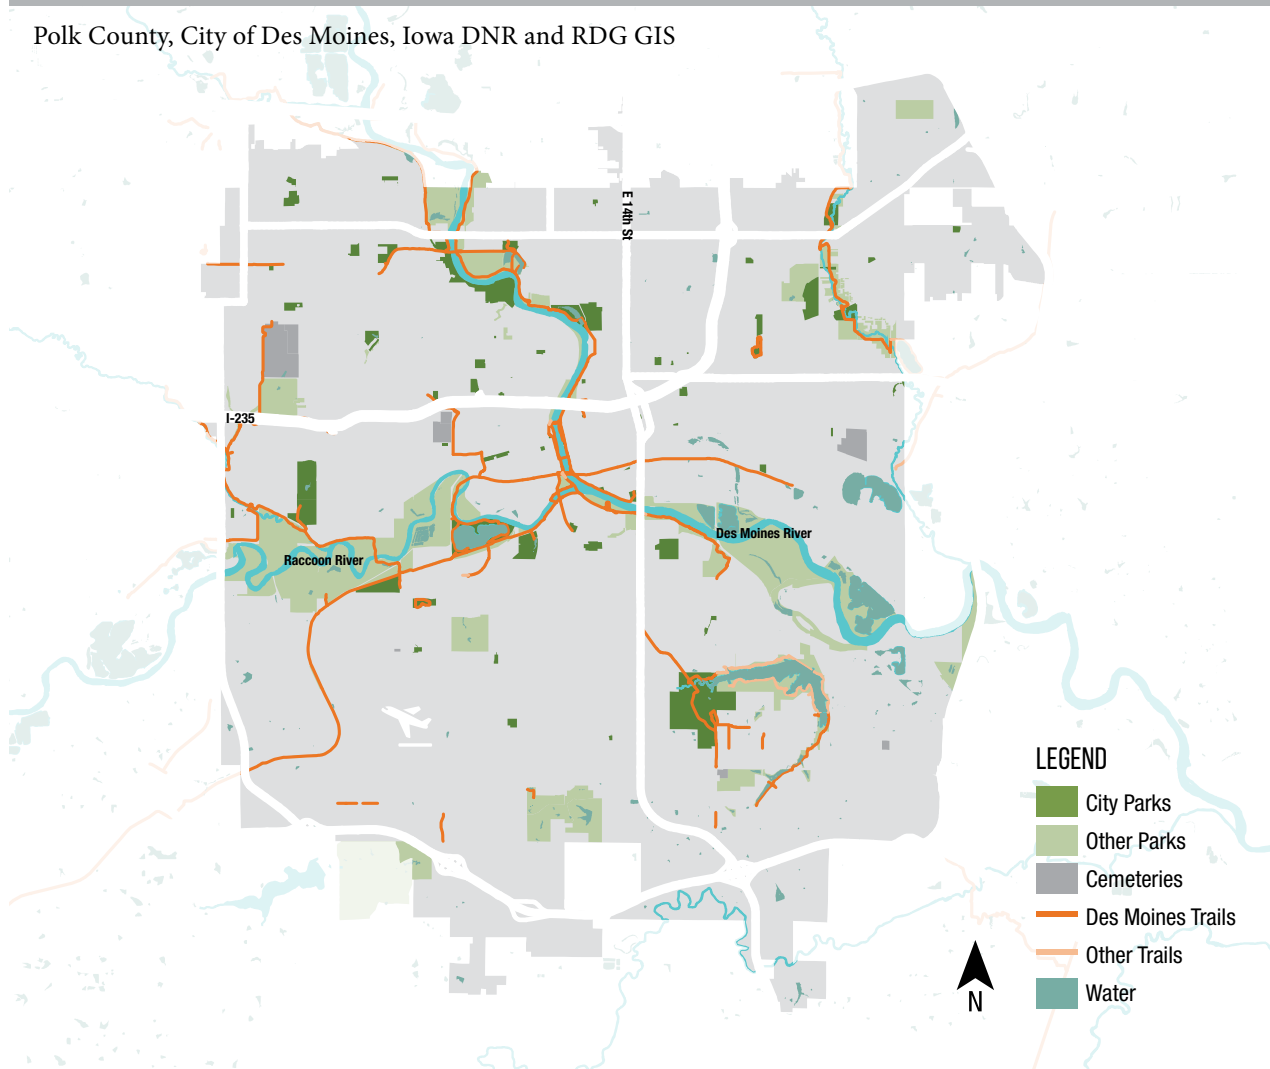 Polk County, City of Des Moines, Iowa DNR and RDG GIS
E 14th St
I-235
Des Moines River
Raccoon River
LEGEND
City Parks
Other Parks
Cemeteries
Des Moines Trails
Other Trails
Water
N